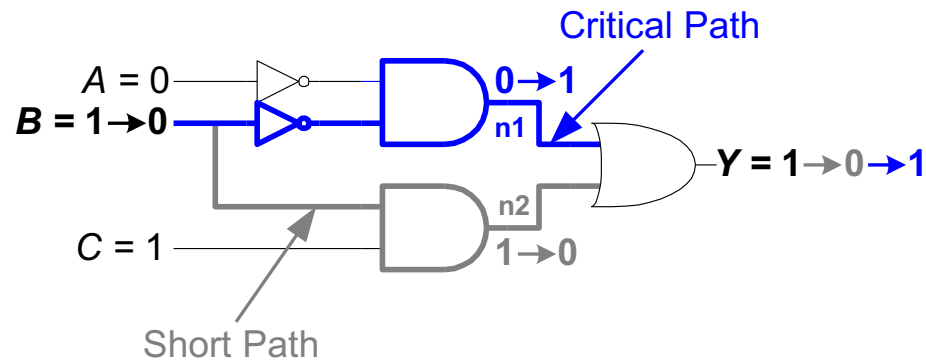 Critical Path
A = 0
0→1
B = 1→0
n1
Y = 1→0→1
n2
C = 1
1→0
Short Path